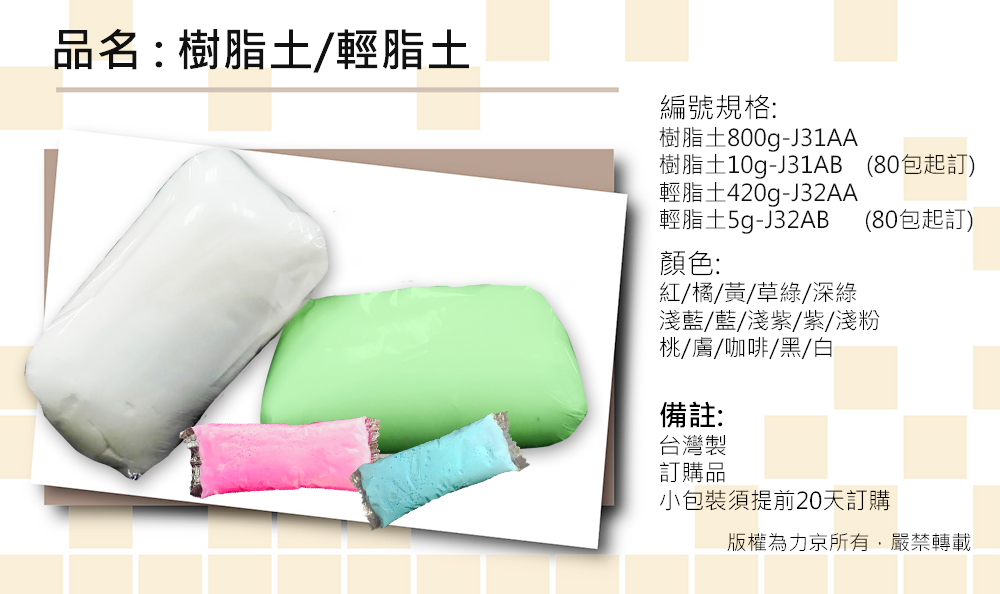 品名 : 樹脂土/輕脂土
編號規格:
樹脂土800g-J31AA
樹脂土10g-J31AB (80包起訂)
輕脂土420g-J32AA
輕脂土5g-J32AB (80包起訂)
顏色:
紅/橘/黃/草綠/深綠
淺藍/藍/淺紫/紫/淺粉
桃/膚/咖啡/黑/白
備註:
台灣製
訂購品
小包裝須提前20天訂購
版權為力京所有，嚴禁轉載